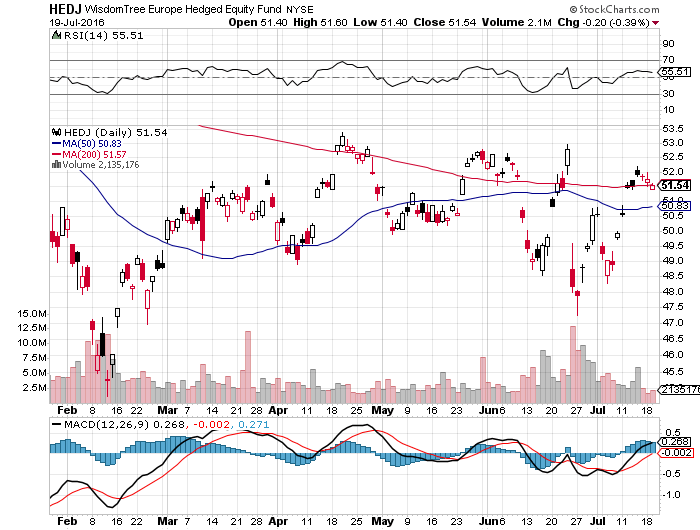 HEDJ WisdomTree Europe Hedged Equity Fund NYSE
© StockCharts.com
19-Jul-2016 Open 51.40 High 51.60 Low 51.40 Close 51.54 Volume 2.1M Chg -0.20 (-0.39%)
RSI(14) 55.51
90
70
55.51
50
30
10
HEDJ (Daily) 51.54
MA(50) 50.83
MA(200) 51.57
Volume 2,135,176
53.5
53.0
52.5
52.0
51.54
51.0
50.83
50.0
49.5
49.0
48.5
48.0
47.5
47.0
46.5
46.0
45.5
2135176
15.0M
12.5M
10.0M
7.5M
5.0M
2.5M
Feb 8 16 22 Mar 7 14 21 28 Apr 11 18 25 May 9 16 23 Jun 6 13 20 27 Jul 11 18
MACD(12,26,9) 0.268, -0.002, 0.271
0.5
0.268
-0.002
-0.5
-1.0
Feb 8 16 22 Mar 7 14 21 28 Apr 11 18 25 May 9 16 23 Jun 6 13 20 27 Jul 11 18